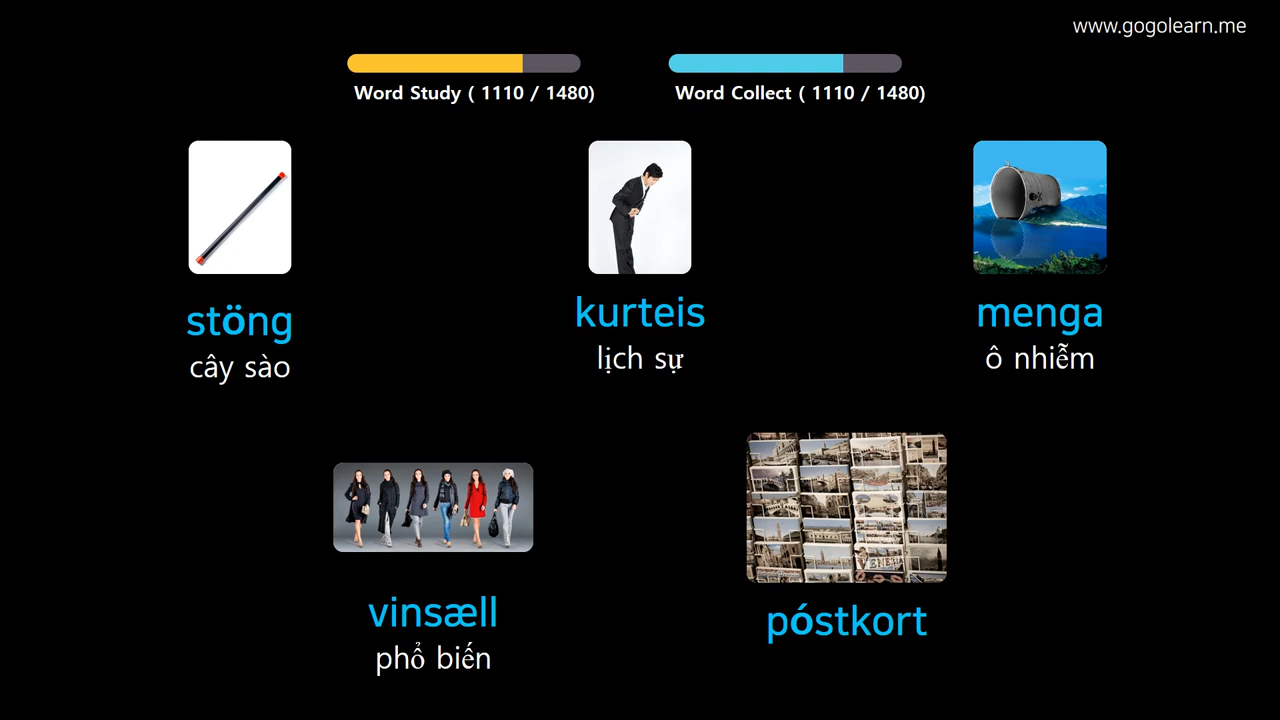 www.gogolearn.me
Word Study ( 1110 / 1480)
Word Collect ( 1110 / 1480)
stöng
cây sào
kurteis
lịch sự
menga
ô nhiễm
vinsæll
phổ biến
póstkort